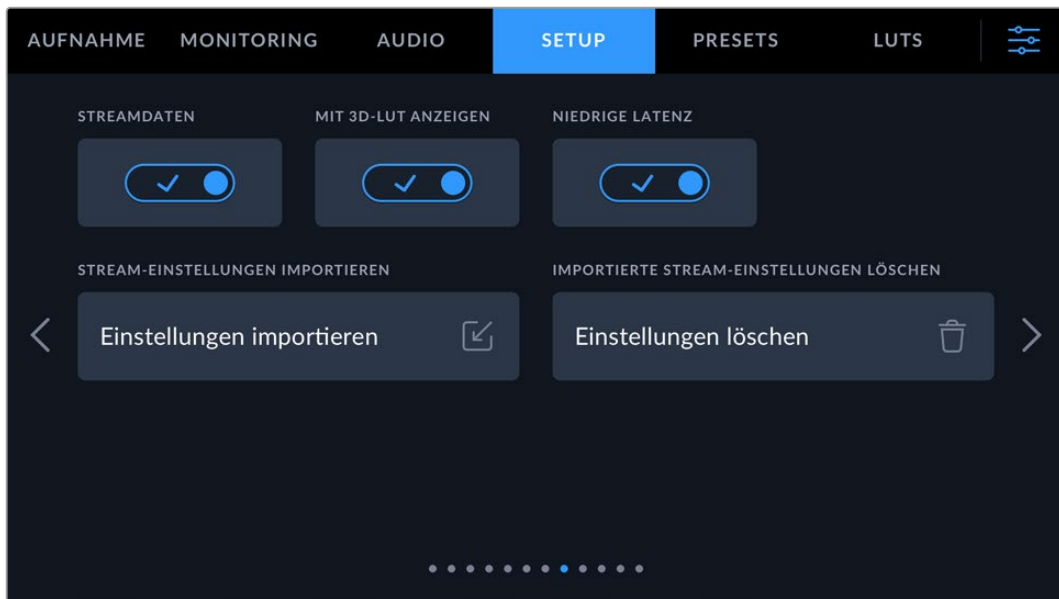 AUFNAHME MONITORING AUDIO SETUP PRESETS LUTS
STREAMDATEN MIT 3D-LUT ANZEIGEN NIEDRIGE LATENZ
STREAM-EINSTELLUNGEN IMPORTIEREN IMPORTIERTE STREAM-EINSTELLUNGEN LÖSCHEN
Einstellungen importieren Einstellungen löschen